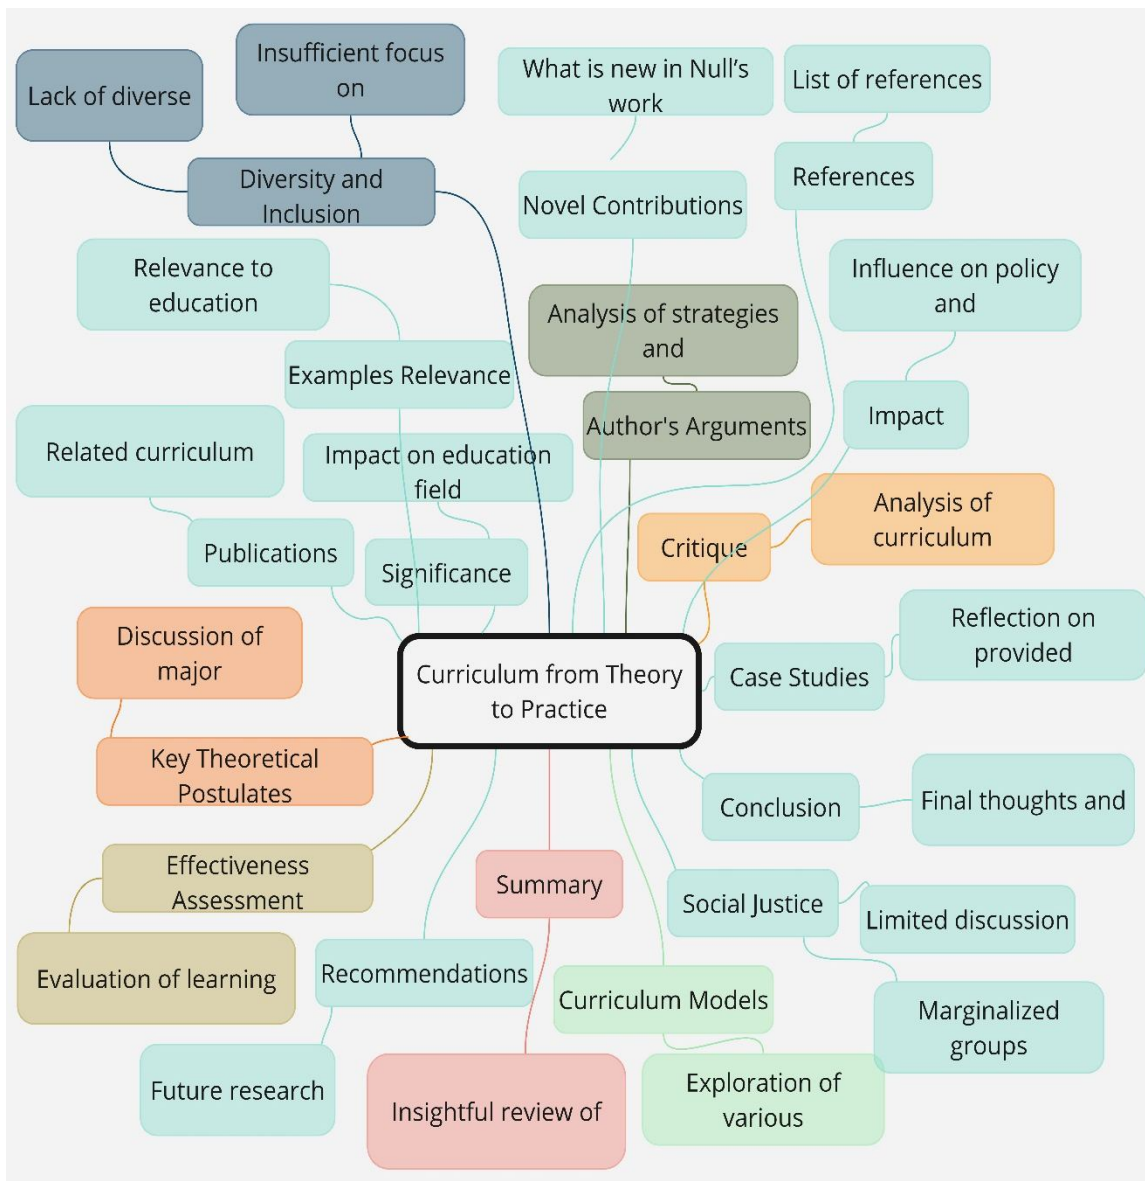 Insufficient focus
on
Lack of diverse
Diversity and
Inclusion
What is new in Null's
work
Novel Contributions
List of references
References
Relevance to
education
Examples Relevance
Analysis of strategies
and
Author's Arguments
Influence on policy
and
Impact
Related curriculum
Publications
Impact on education
field
Significance
Critique
Analysis of
curriculum
Discussion of
major
Key Theoretical
Postulates
Curriculum from Theory
to Practice
Case Studies
Reflection on
provided
Conclusion
Final thoughts and
Effectiveness
Assessment
Evaluation of learning
Summary
Insightful review of
Recommendations
Future research
Social Justice
Limited discussion
Marginalized
groups
Curriculum Models
Exploration of
various